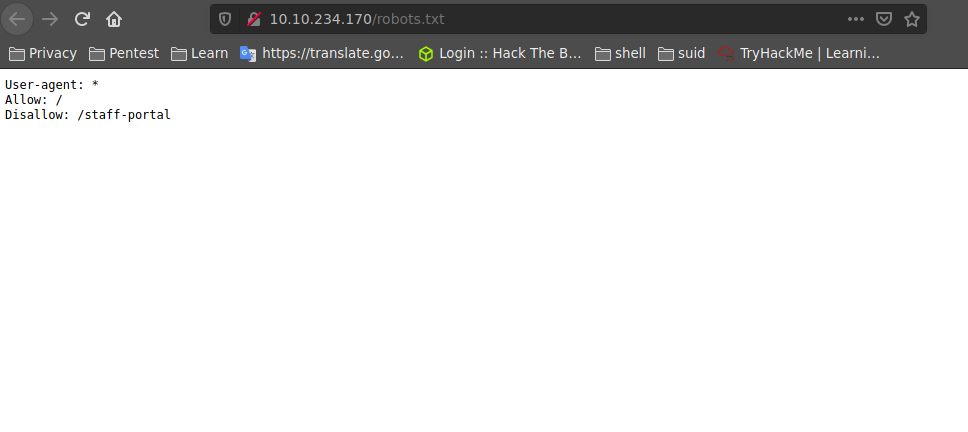 10.10.234.170/robots.txt
Privacy Pentest Learn https://translate.go... Login :: Hack The B... shell suid TryHackMe | Learni...
User-agent: *
Allow: /
Disallow: /staff-portal